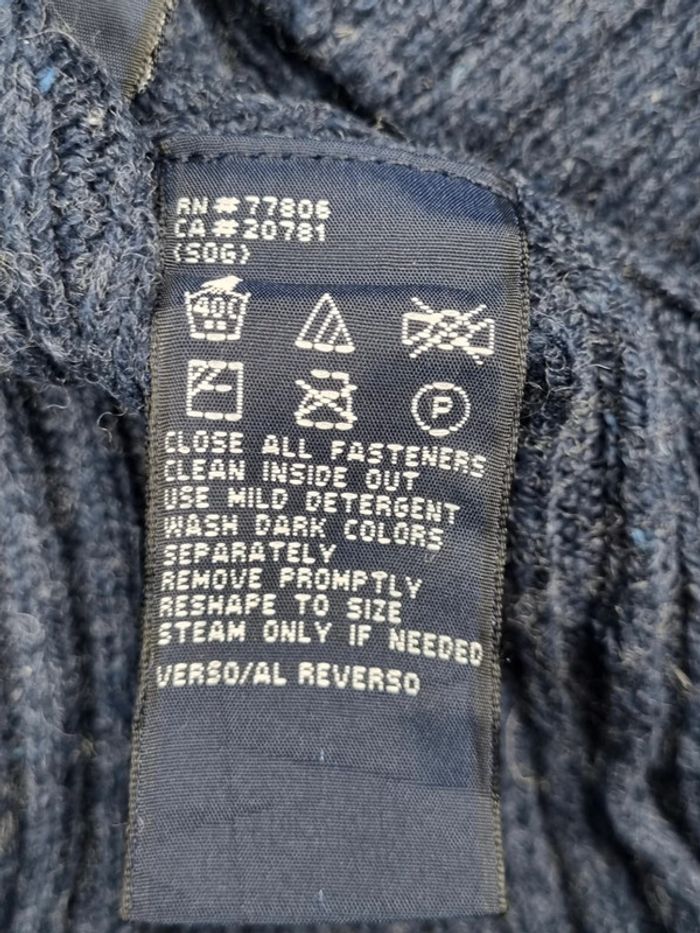 RN#77806
CA#20781
(SOG)
40C
P
CLOSE ALL FASTENERS
CLEAN INSIDE OUT
USE MILD DETERGENT
WASH DARK COLORS
SEPARATELY
REMOVE PROMPTLY
RESHAPE TO SIZE
STEAM ONLY IF NEEDED
VERSO/AL REVERSO